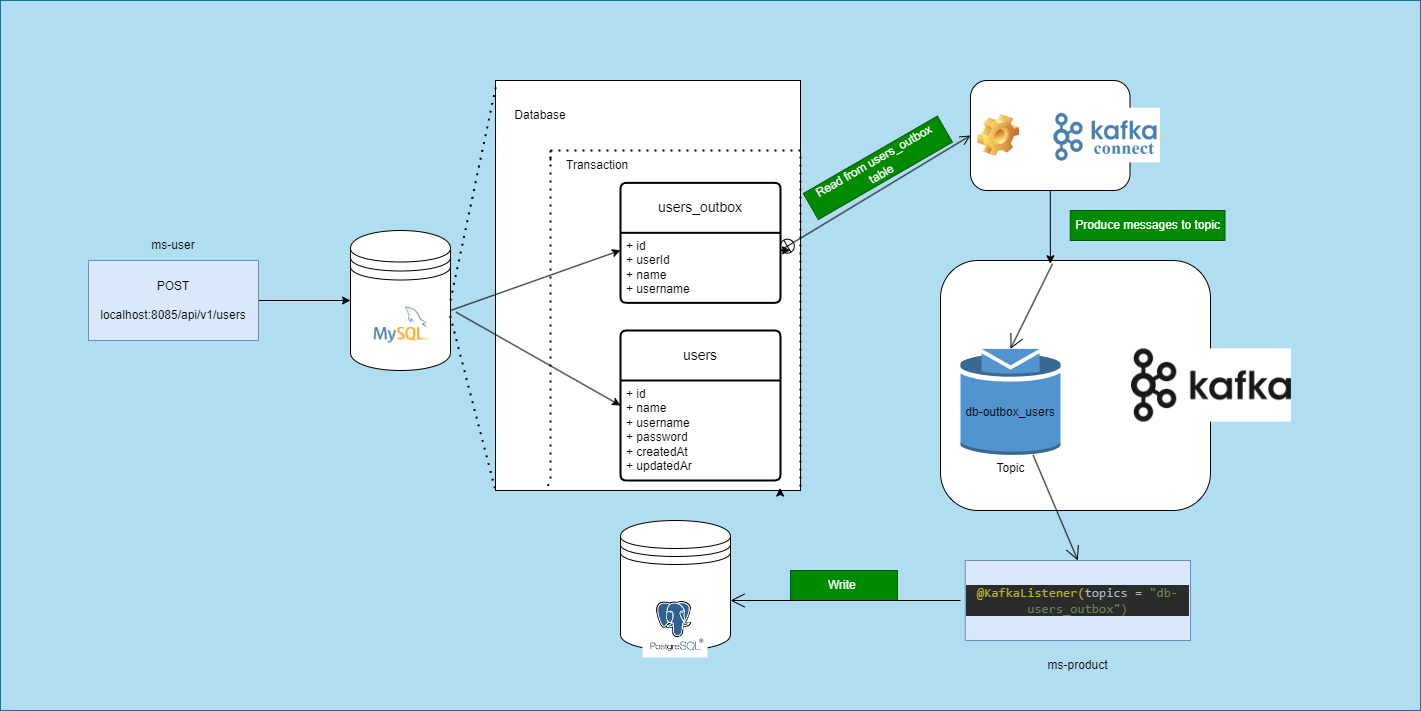 ms-user
POST
localhost:8085/api/v1/users
MySQL
Database
Transaction
users_outbox
+ id
+ userId
+ name
+ username
users
+ id
+ name
+ username
+ password
+ createdAt
+ updatedAr
Read from users_outbox
table
kafka
connect
Produce messages to topic
db-outbox_users
Topic
kafka
@KafkaListener(topics = "db-
users_outbox")
ms-product
Write
PostgreSQL